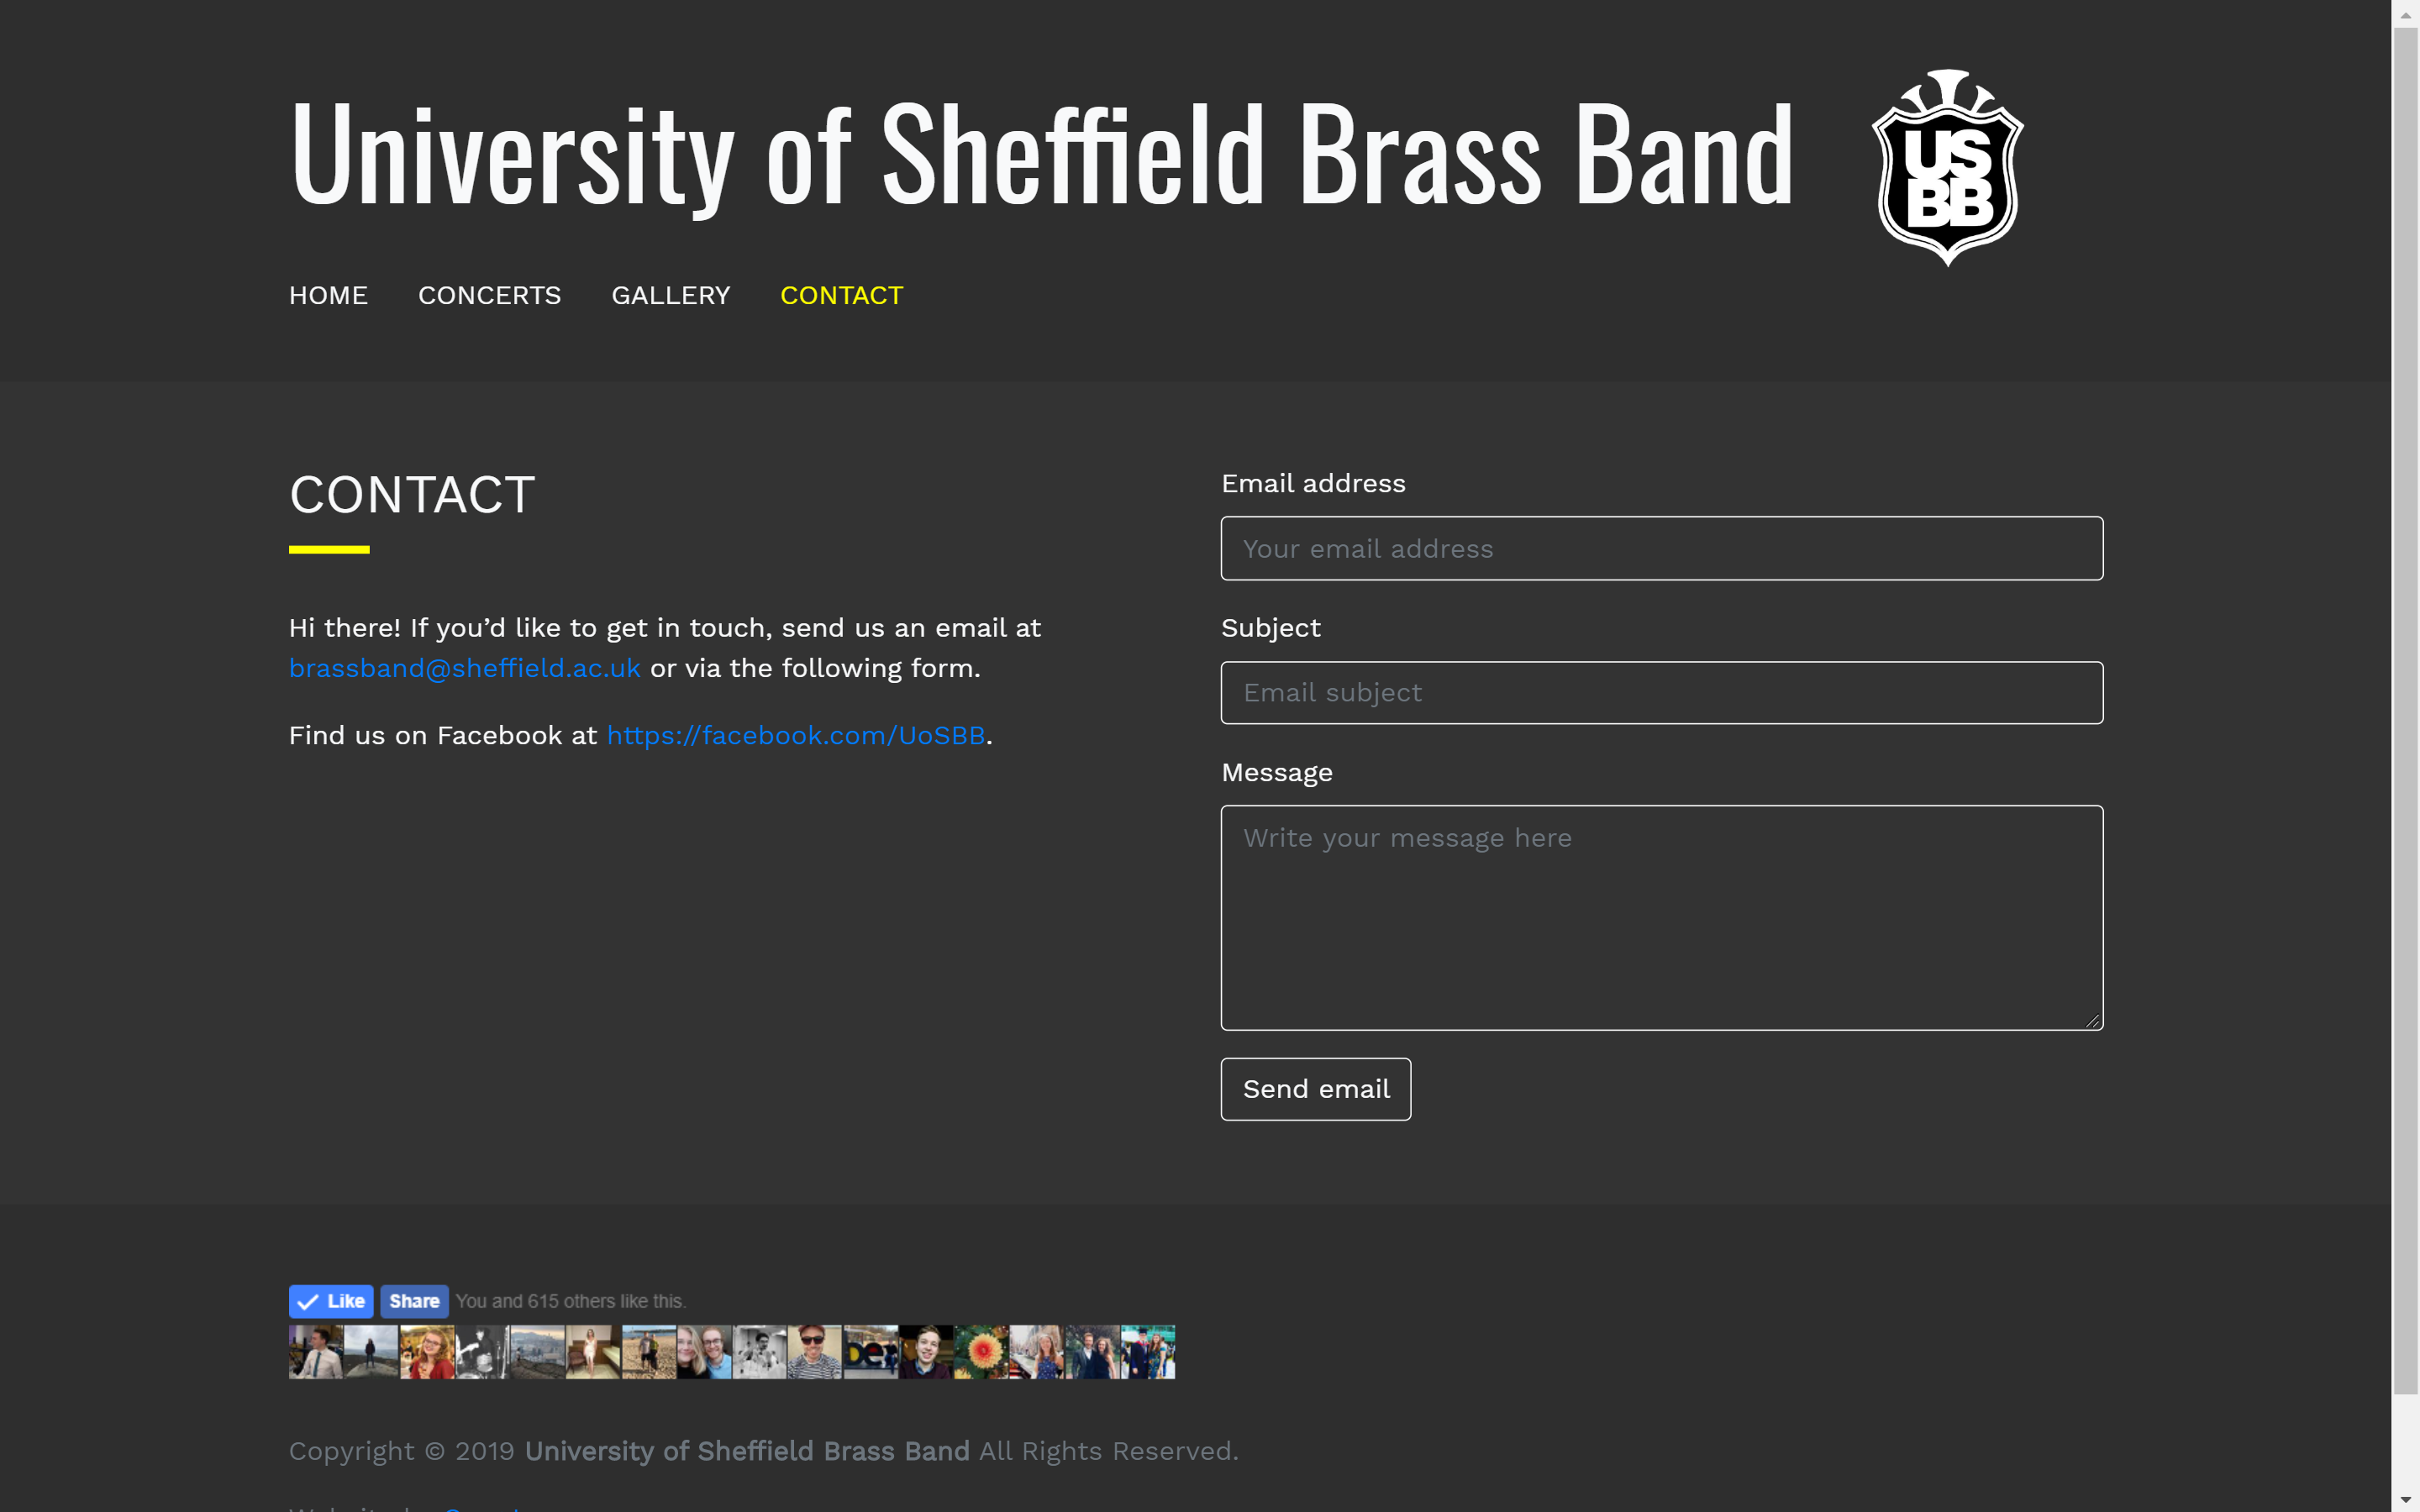 University of Sheffield Brass Band
US
BB
HOME CONCERTS GALLERY CONTACT
CONTACT
Hi there! If you’d like to get in touch, send us an email at
brassband@sheffield.ac.uk or via the following form.
Find us on Facebook at https://facebook.com/UoSBB.
Email address
Your email address
Subject
Email subject
Message
Write your message here
Send email
Like Share You and 615 others like this.
Copyright © 2019 University of Sheffield Brass Band All Rights Reserved.